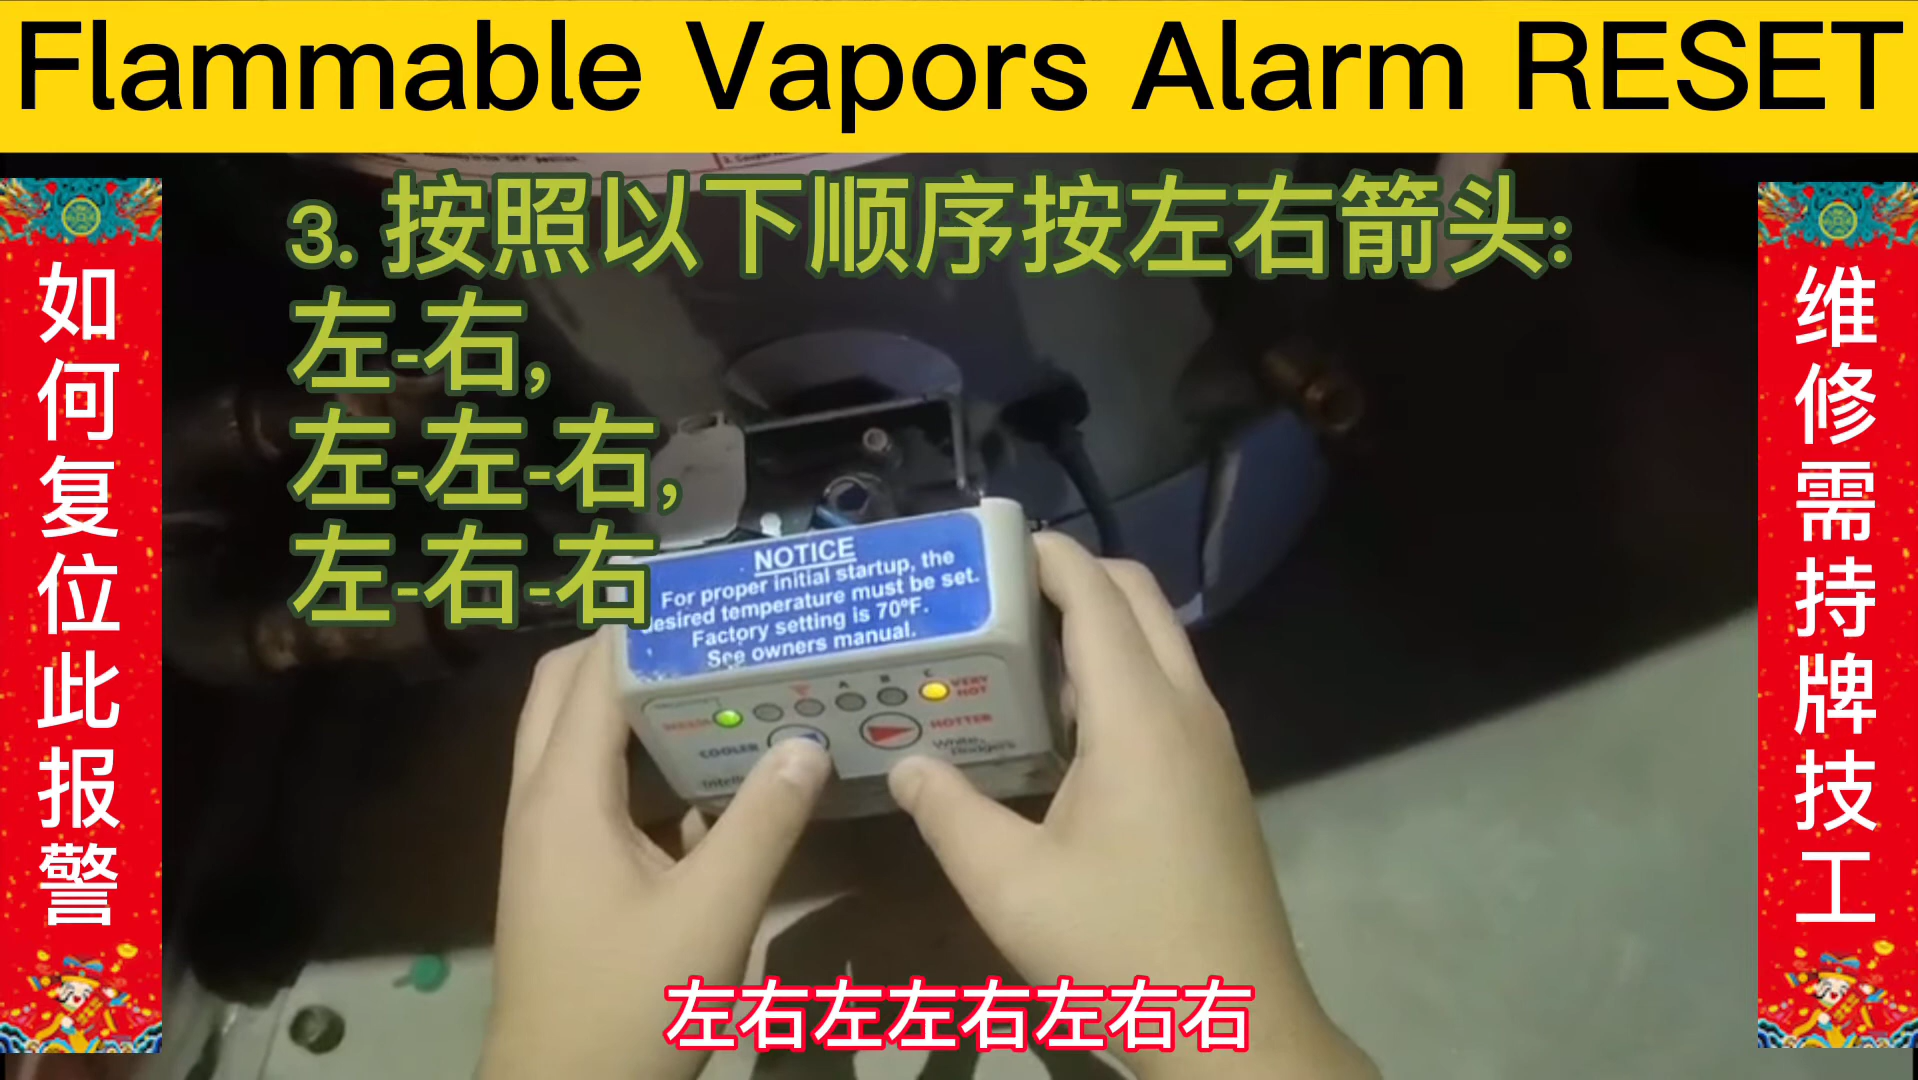 Flammable Vapors Alarm RESET
3. 按照以下顺序按左右箭头:
左-右,
左-左-右,
左-右-右
如何复位此报警
维修需持牌技工
NOTICE
For proper initial startup, the
desired temperature must be set.
Factory setting is 70°F.
See owners manual.
A B C VERY
HOT
COOLER
HOTTER
White-
Rodgers
左右左左右左右右